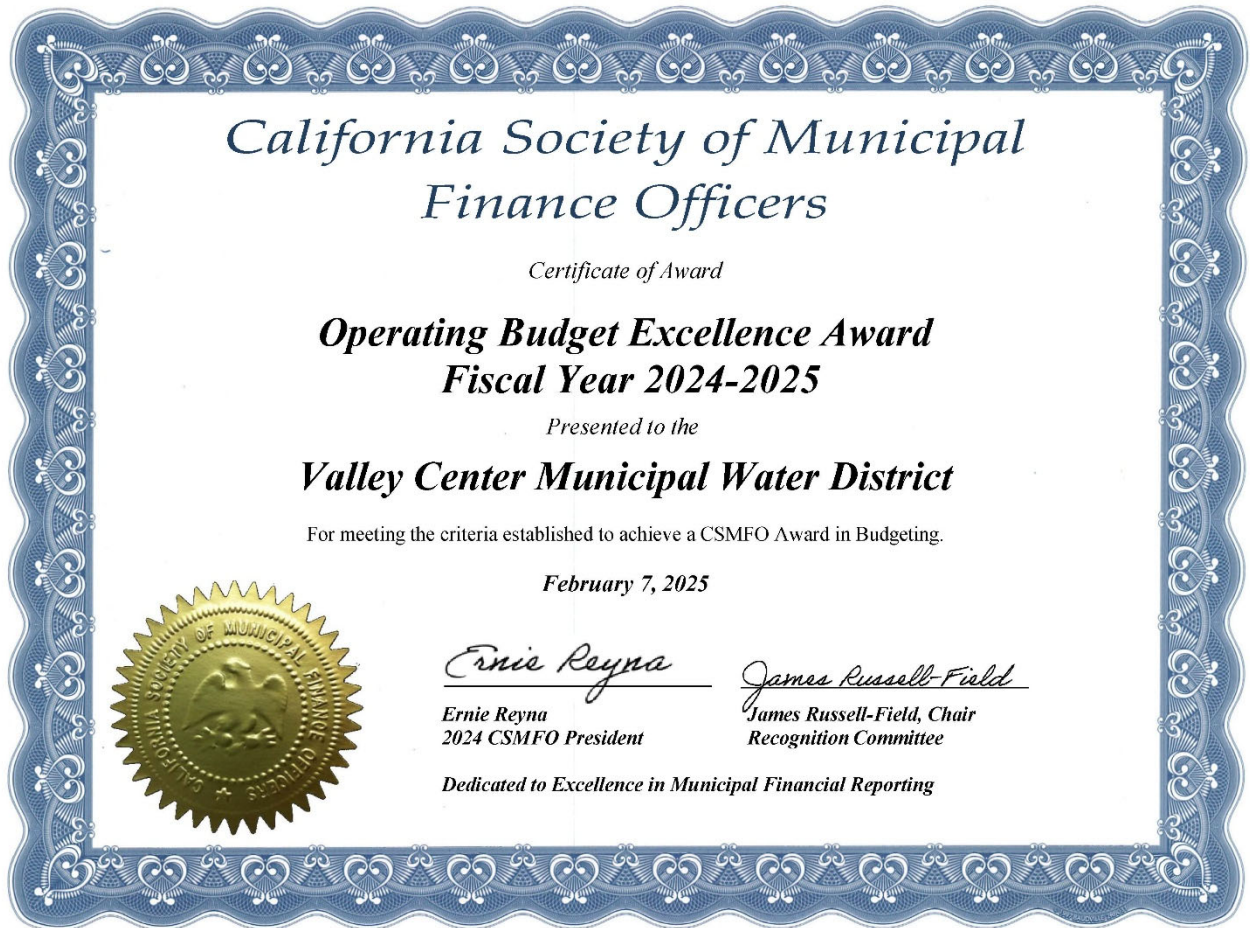 California Society of Municipal
Finance Officers
Certificate of Award
Operating Budget Excellence Award
Fiscal Year 2024-2025
Presented to the
Valley Center Municipal Water District
For meeting the criteria established to achieve a CSMFO Award in Budgeting.
February 7, 2025
CALIFORNIA SOCIETY OF MUNICIPAL FINANCE OFFICERS
Ernie Reyna
James Russell-Field
Ernie Reyna
2024 CSMFO President
James Russell-Field, Chair
Recognition Committee
Dedicated to Excellence in Municipal Financial Reporting